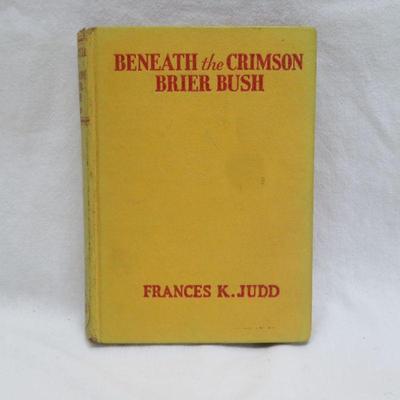 BENEATH the CRIMSON
BRIER BUSH
FRANCES K. JUDD